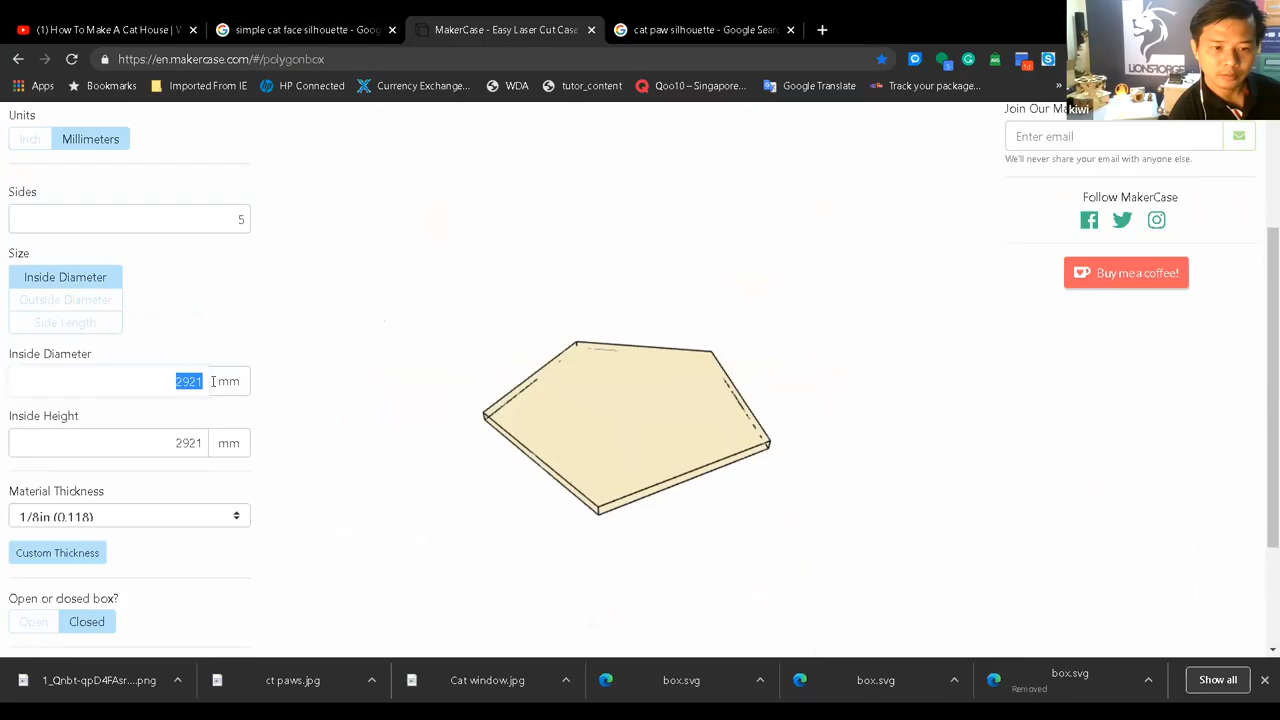 (1) How To Make A Cat House | V
simple cat face silhouette - Goog
MakerCase - Easy Laser Cut Case
cat paw silhouette - Google Sear
https://en.makercase.com/#/polygonbox
Apps
Bookmarks
Imported From IE
HP Connected
Currency Exchange...
WDA
tutor_content
Qoo10 – Singapore...
Google Translate
Track your package...
»
LIONSFORGE
kiwi
Units
Inch
Millimeters
Sides
5
Size
Inside Diameter
Outside Diameter
Side Length
Inside Diameter
2921 mm
Inside Height
2921 mm
Material Thickness
1/8in (0.118)
Custom Thickness
Open or closed box?
Open
Closed
Join Our Ma
Enter email
We'll never share your email with anyone else.
Follow MakerCase
Buy me a coffee!
1_Qnbt-qpD4FAsr....png
ct paws.jpg
Cat window.jpg
box.svg
box.svg
box.svg
Removed
Show all